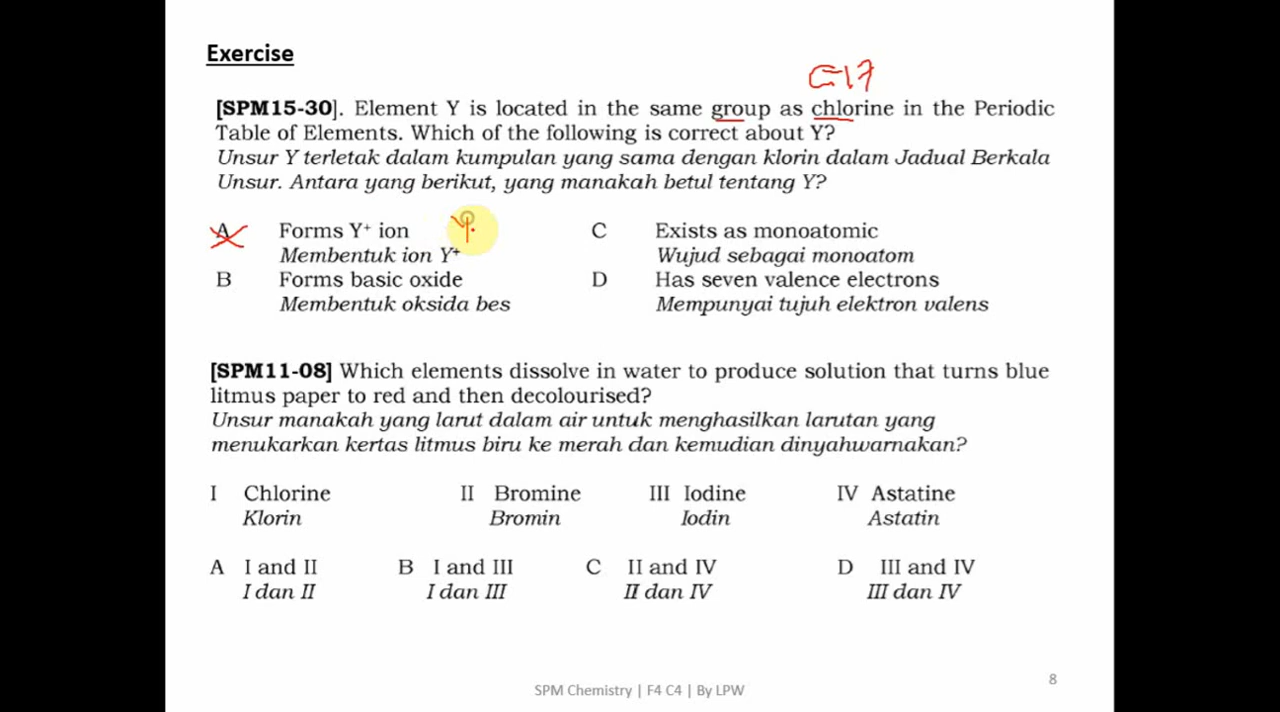 Exercise
G-17
[SPM15-30]. Element Y is located in the same group as chlorine in the Periodic
Table of Elements. Which of the following is correct about Y?
Unsur Y terletak dalam kumpulan yang sama dengan klorin dalam Jadual Berkala
Unsur. Antara yang berikut, yang manakah betul tentang Y?
A Forms Y⁺ ion Y C Exists as monoatomic
Membentuk ion Y⁺ Wujud sebagai monoatom
B Forms basic oxide D Has seven valence electrons
Membentuk oksida bes Mempunyai tujuh elektron valens
[SPM11-08] Which elements dissolve in water to produce solution that turns blue
litmus paper to red and then decolourised?
Unsur manakah yang larut dalam air untuk menghasilkan larutan yang
menukarkan kertas litmus biru ke merah dan kemudian dinyahwarnakan?
I Chlorine II Bromine III Iodine IV Astatine
Klorin Bromin Iodin Astatin
A I and II B I and III C II and IV D III and IV
I dan II I dan III II dan IV III dan IV
SPM Chemistry | F4 C4 | By LPW
8